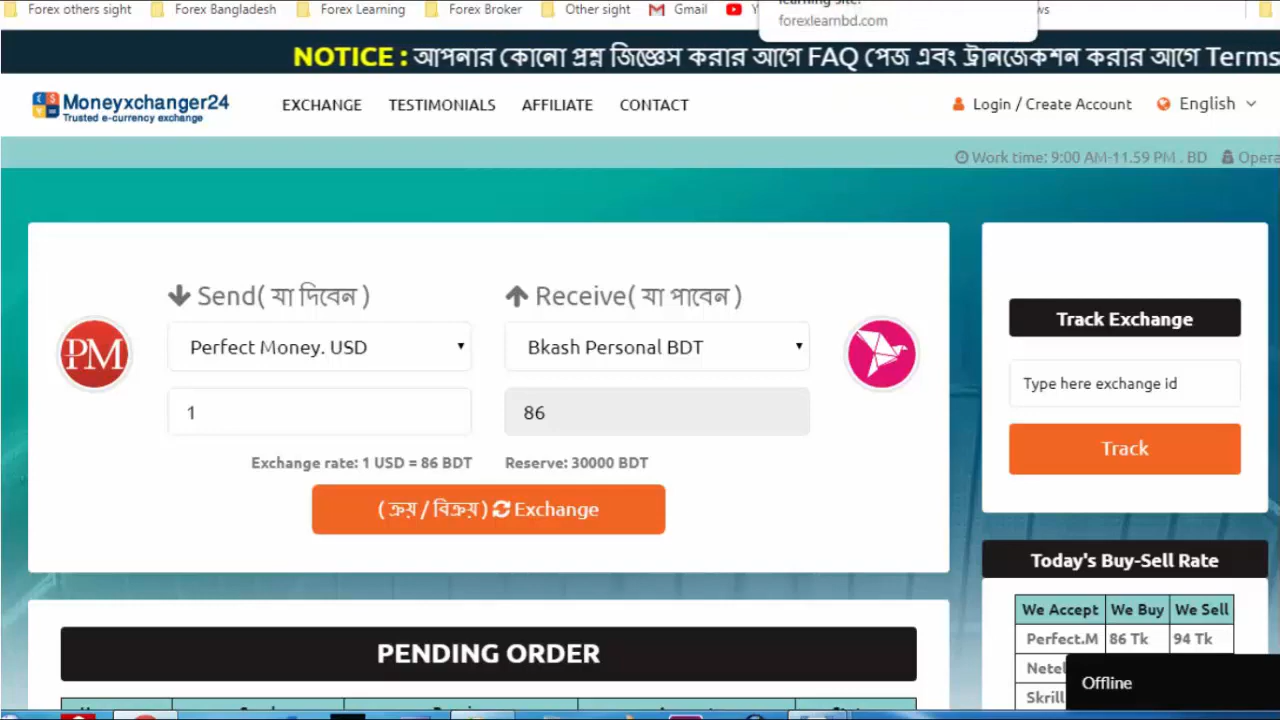 Forex others sight Forex Bangladesh Forex Learning Forex Broker Other sight Gmail
forexlearnbd.com
NOTICE : আপনার কোনো প্রশ্ন জিজ্ঞেস করার আগে FAQ পেজ এবং ট্রানজেকশন করার আগে Terms
Moneyxchanger24
Trusted e-currency exchange
EXCHANGE TESTIMONIALS AFFILIATE CONTACT
Login / Create Account English
Work time: 9:00 AM-11.59 PM . BD Opera
Send( যা দিবেন ) Receive( যা পাবেন )
PM
Perfect Money. USD Bkash Personal BDT
1 86
Exchange rate: 1 USD = 86 BDT Reserve: 30000 BDT
( ক্রয় / বিক্রয় ) Exchange
Track Exchange
Type here exchange id
Track
PENDING ORDER
Today's Buy-Sell Rate
We Accept We Buy We Sell
Perfect.M 86 Tk 94 Tk
Netel
Skrill
Offline